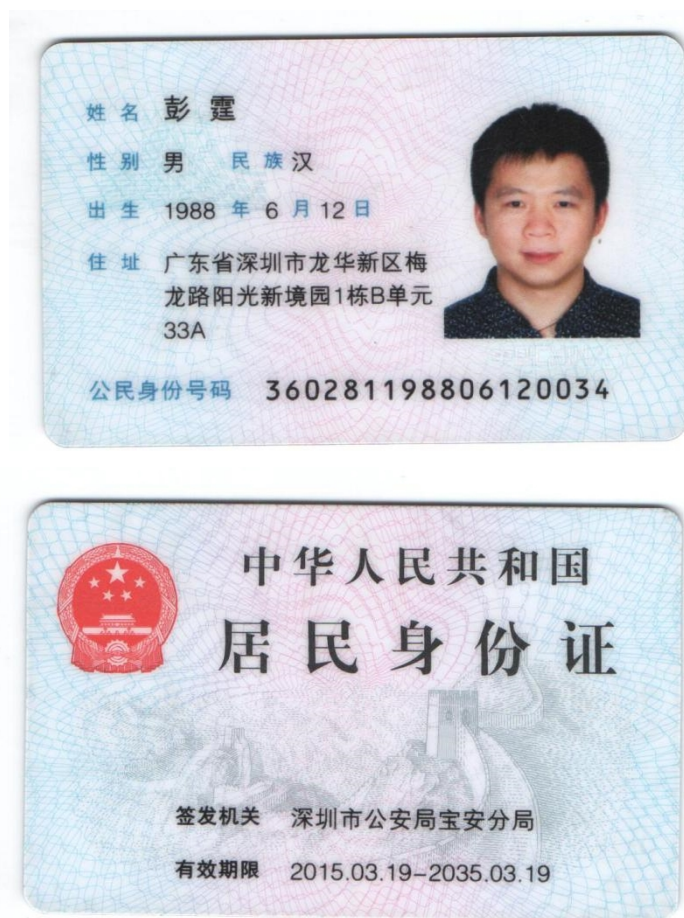 姓名 彭霆
性别 男 民族 汉
出生 1988 年 6 月 12 日
住址 广东省深圳市龙华新区梅
龙路阳光新境园1栋B单元
33A
公民身份号码 360281198806120034
中华人民共和国
居民身份证
签发机关 深圳市公安局宝安分局
有效期限 2015.03.19-2035.03.19